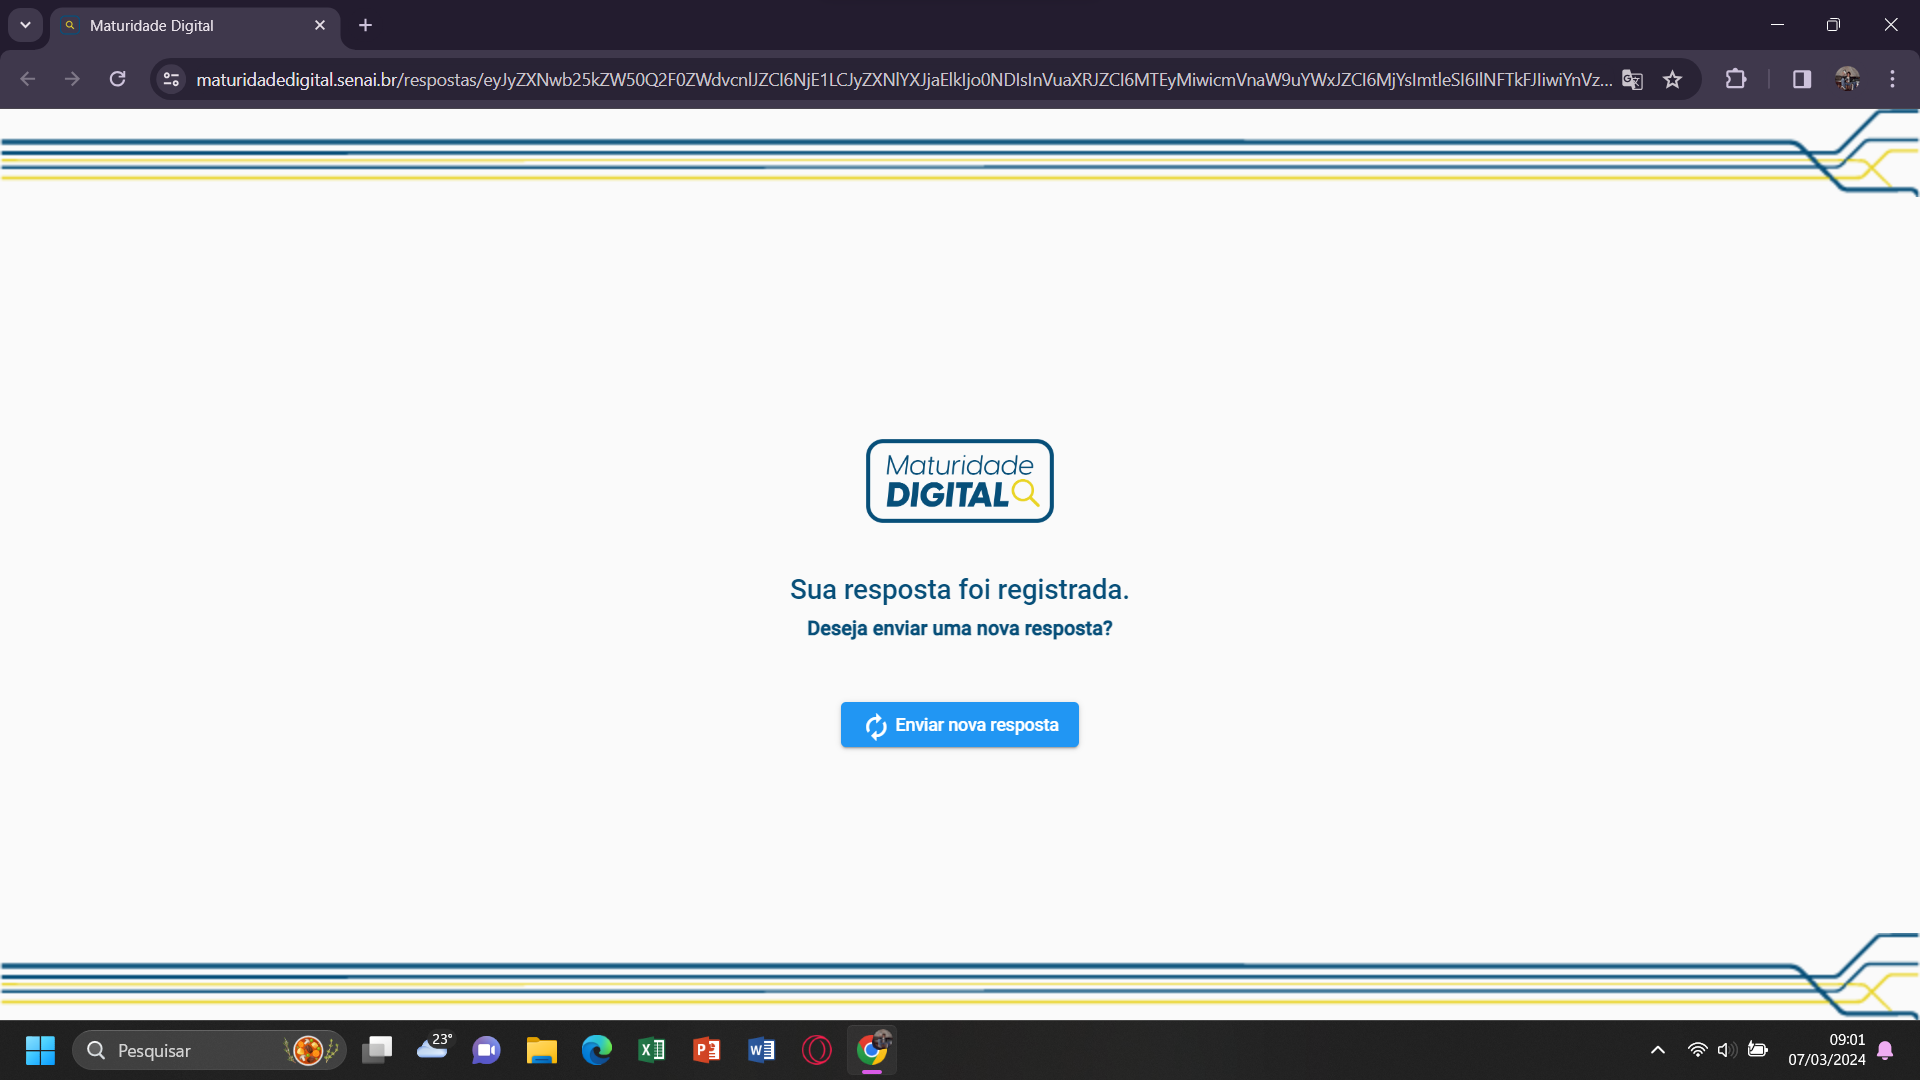 Maturidade Digital
maturidadedigital.senai.br/respostas/eyJyZXNwb25kZW50Q2F0ZWdvcnlJZCI6NjE1LCJyZXNlYXJjaElkIjo0NDIsInVuaXRJZCI6MTEyMiwicmVnaW9uYWxJZCI6MjYsImtleSI6IlNFTkFJIiwiYnVz...
Maturidade
DIGITAL
Sua resposta foi registrada.
Deseja enviar uma nova resposta?
Enviar nova resposta
Pesquisar
23°
09:01
07/03/2024